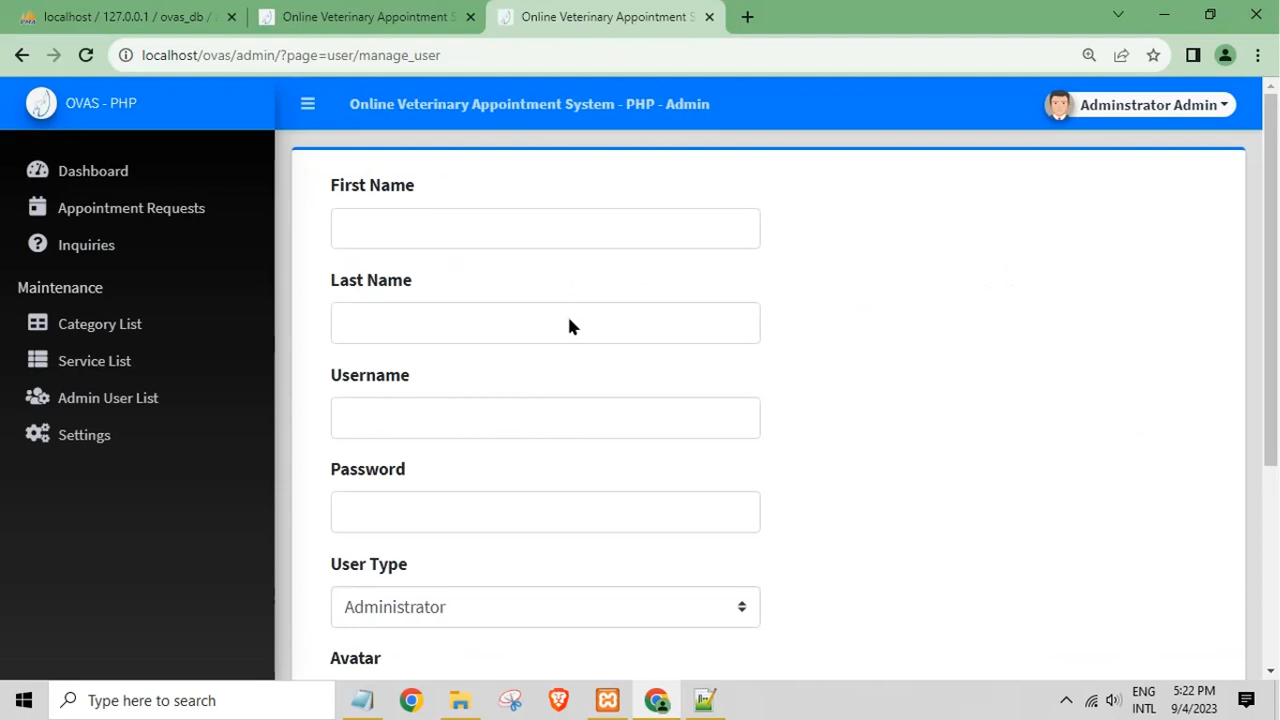 localhost / 127.0.0.1 / ovas_db /
Online Veterinary Appointment S
Online Veterinary Appointment S
localhost/ovas/admin/?page=user/manage_user
OVAS - PHP
Online Veterinary Appointment System - PHP - Admin
Adminstrator Admin
Dashboard
Appointment Requests
Inquiries
Maintenance
Category List
Service List
Admin User List
Settings
First Name
Last Name
Username
Password
User Type
Administrator
Avatar
Type here to search
ENG
INTL
5:22 PM
9/4/2023